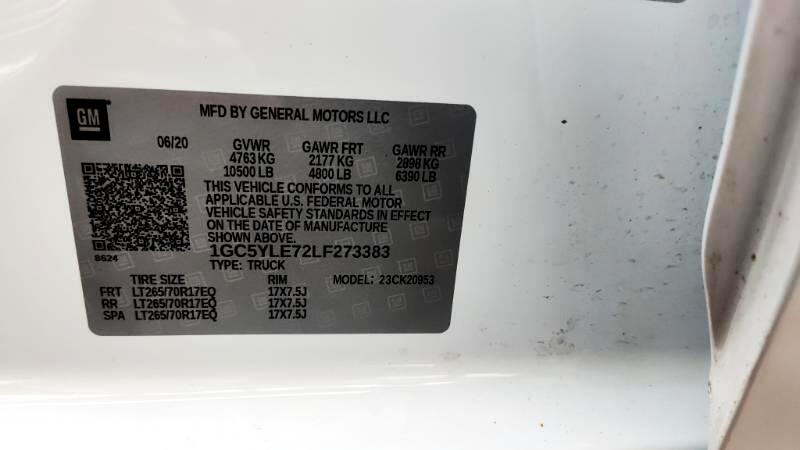 GM
MFD BY GENERAL MOTORS LLC
06/20 GVWR GAWR FRT GAWR RR
4763 KG 2177 KG 2898 KG
10500 LB 4800 LB 6390 LB
THIS VEHICLE CONFORMS TO ALL
APPLICABLE U.S. FEDERAL MOTOR
VEHICLE SAFETY STANDARDS IN EFFECT
ON THE DATE OF MANUFACTURE
SHOWN ABOVE.
1GC5YLE72LF273383
8624
TYPE: TRUCK
TIRE SIZE RIM MODEL: 23CK20953
FRT LT265/70R17EQ 17X7.5J
RR LT265/70R17EQ 17X7.5J
SPA LT265/70R17EQ 17X7.5J